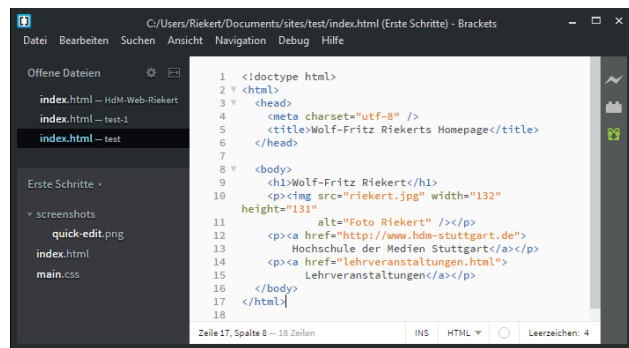 C:/Users/Riekert/Documents/sites/test/index.html (Erste Schritte) - Brackets
Datei Bearbeiten Suchen Ansicht Navigation Debug Hilfe
Offene Dateien
index.html — HdM-Web-Riekert
index.html — test-1
index.html — test
Erste Schritte
screenshots
quick-edit.png
index.html
main.css
1 <!doctype html>
2 <html>
3 <head>
4 <meta charset="utf-8" />
5 <title>Wolf-Fritz Riekerts Homepage</title>
6 </head>
7
8 <body>
9 <h1>Wolf-Fritz Riekert</h1>
10 <p><img src="riekert.jpg" width="132"
height="131"
11 alt="Foto Riekert" /></p>
12 <p><a href="http://www.hdm-stuttgart.de">
13 Hochschule der Medien Stuttgart</a></p>
14 <p><a href="lehrveranstaltungen.html">
15 Lehrveranstaltungen</a></p>
16 </body>
17 </html>
18
Zeile 17, Spalte 8 — 18 Zeilen INS HTML Leerzeichen: 4